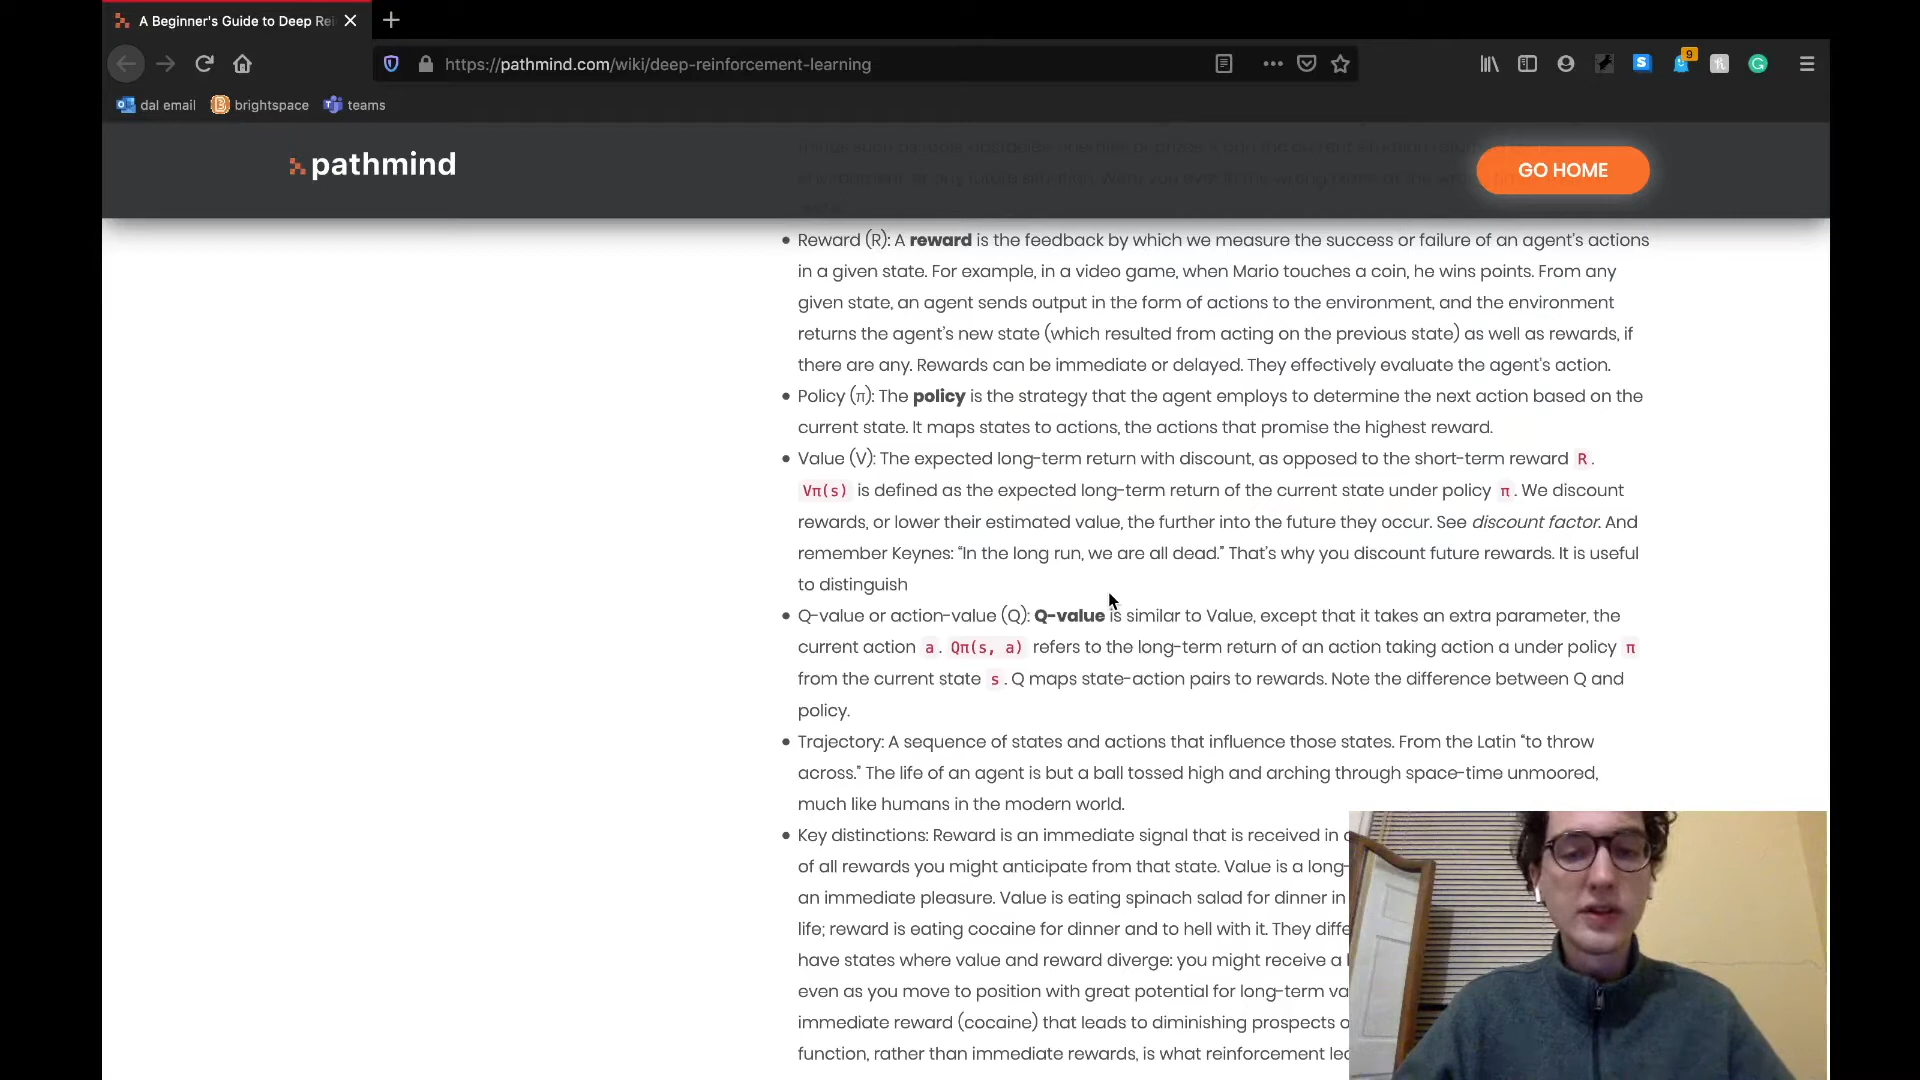 A Beginner's Guide to Deep Rei
https://pathmind.com/wiki/deep-reinforcement-learning
9
dal email
brightspace
teams
pathmind
GO HOME
• Reward (R): A reward is the feedback by which we measure the success or failure of an agent's actions
in a given state. For example, in a video game, when Mario touches a coin, he wins points. From any
given state, an agent sends output in the form of actions to the environment, and the environment
returns the agent's new state (which resulted from acting on the previous state) as well as rewards, if
there are any. Rewards can be immediate or delayed. They effectively evaluate the agent's action.
• Policy (π): The policy is the strategy that the agent employs to determine the next action based on the
current state. It maps states to actions, the actions that promise the highest reward.
• Value (V): The expected long-term return with discount, as opposed to the short-term reward R.
Vπ(s) is defined as the expected long-term return of the current state under policy π. We discount
rewards, or lower their estimated value, the further into the future they occur. See discount factor. And
remember Keynes: “In the long run, we are all dead.” That's why you discount future rewards. It is useful
to distinguish
• Q-value or action-value (Q): Q-value is similar to Value, except that it takes an extra parameter, the
current action a. Qπ(s, a) refers to the long-term return of an action taking action a under policy π
from the current state s. Q maps state-action pairs to rewards. Note the difference between Q and
policy.
• Trajectory: A sequence of states and actions that influence those states. From the Latin “to throw
across.” The life of an agent is but a ball tossed high and arching through space-time unmoored,
much like humans in the modern world.
• Key distinctions: Reward is an immediate signal that is received in
of all rewards you might anticipate from that state. Value is a long-
an immediate pleasure. Value is eating spinach salad for dinner in
life; reward is eating cocaine for dinner and to hell with it. They diffe
have states where value and reward diverge: you might receive a
even as you move to position with great potential for long-term va
immediate reward (cocaine) that leads to diminishing prospects
function, rather than immediate rewards, is what reinforcement lea